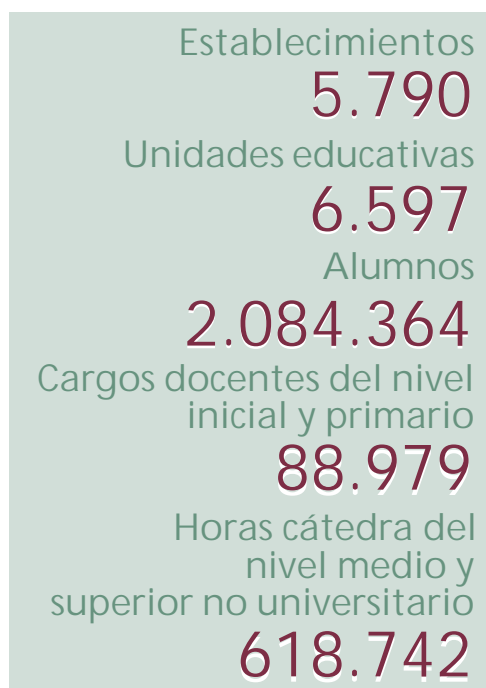 Establecimientos
5.790
Unidades educativas
6.597
Alumnos
2.084.364
Cargos docentes del nivel
inicial y primario
88.979
Horas cátedra del
nivel medio y
superior no universitario
618.742